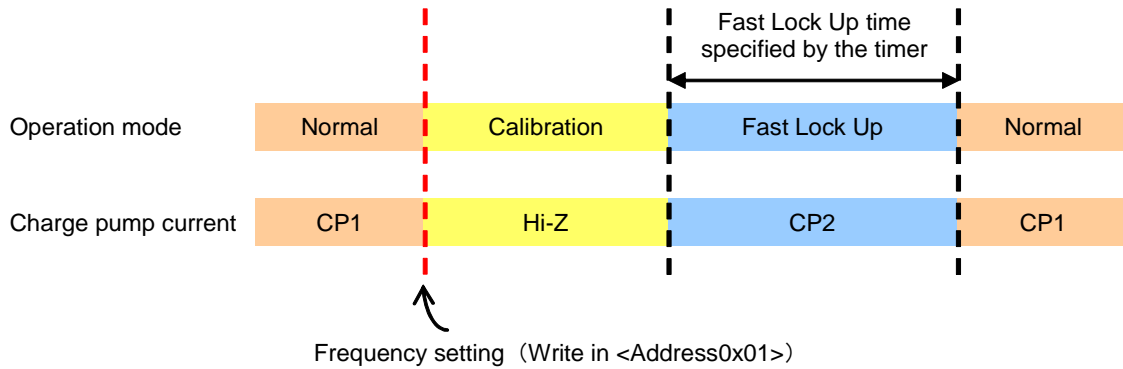 Fast Lock Up time
specified by the timer
Operation mode Normal Calibration Fast Lock Up Normal
Charge pump current CP1 Hi-Z CP2 CP1
Frequency setting（Write in <Address0x01>）